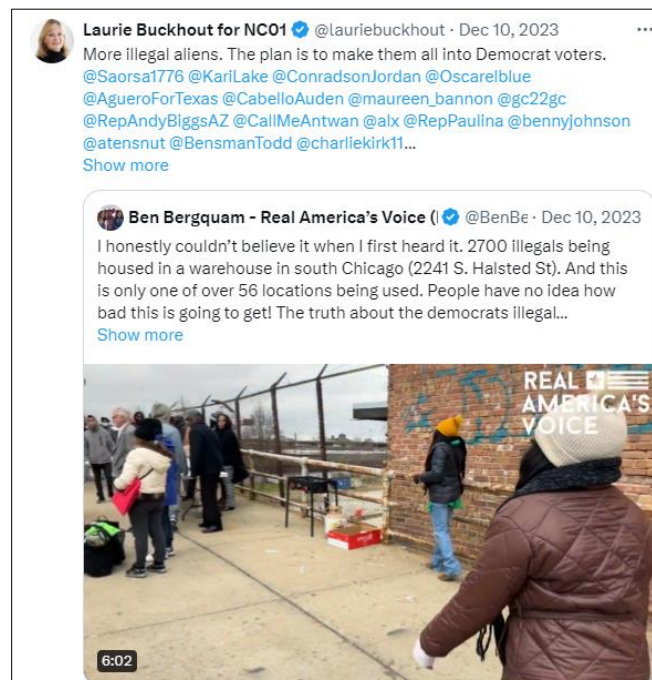 Laurie Buckhout for NC01 @lauriebuckhout · Dec 10, 2023 ...
More illegal aliens. The plan is to make them all into Democrat voters.
@Saorsa1776 @KariLake @ConradsonJordan @Oscarelblue
@AgueroForTexas @CabelloAuden @maureen_bannon @gc22gc
@RepAndyBiggsAZ @CallMeAntwan @alx @RepPaulina @bennyjohnson
@atensnut @BensmanTodd @charliekirk11...
Show more
Ben Bergquam - Real America's Voice ( @BenBe · Dec 10, 2023
I honestly couldn't believe it when I first heard it. 2700 illegals being
housed in a warehouse in south Chicago (2241 S. Halsted St). And this
is only one of over 56 locations being used. People have no idea how
bad this is going to get! The truth about the democrats illegal...
Show more
REAL
AMERICA'S
VOICE
6:02